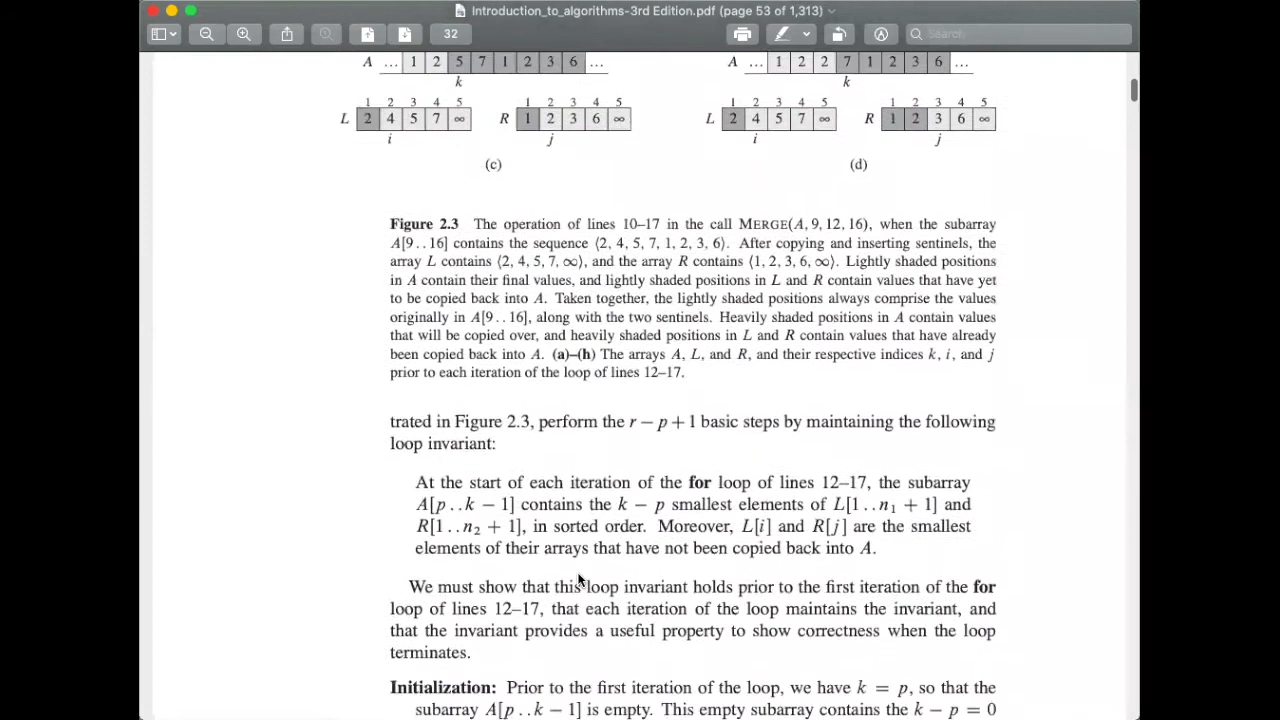 Introduction_to_algorithms-3rd Edition.pdf (page 53 of 1,313)
32
Search
A … 1 2 5 7 1 2 3 6 …
k
1 2 3 4 5
L 2 4 5 7 ∞
i
1 2 3 4 5
R 1 2 3 6 ∞
j
(c)
A … 1 2 2 7 1 2 3 6 …
k
1 2 3 4 5
L 2 4 5 7 ∞
i
1 2 3 4 5
R 1 2 3 6 ∞
j
(d)
Figure 2.3 The operation of lines 10–17 in the call MERGE(A, 9, 12, 16), when the subarray
A[9 . . 16] contains the sequence ⟨2, 4, 5, 7, 1, 2, 3, 6⟩. After copying and inserting sentinels, the
array L contains ⟨2, 4, 5, 7, ∞⟩, and the array R contains ⟨1, 2, 3, 6, ∞⟩. Lightly shaded positions
in A contain their final values, and lightly shaded positions in L and R contain values that have yet
to be copied back into A. Taken together, the lightly shaded positions always comprise the values
originally in A[9 . . 16], along with the two sentinels. Heavily shaded positions in A contain values
that will be copied over, and heavily shaded positions in L and R contain values that have already
been copied back into A. (a)–(h) The arrays A, L, and R, and their respective indices k, i, and j
prior to each iteration of the loop of lines 12–17.
trated in Figure 2.3, perform the r − p + 1 basic steps by maintaining the following
loop invariant:
At the start of each iteration of the for loop of lines 12–17, the subarray
A[p . . k − 1] contains the k − p smallest elements of L[1 . . n₁ + 1] and
R[1 . . n₂ + 1], in sorted order. Moreover, L[i] and R[j] are the smallest
elements of their arrays that have not been copied back into A.
We must show that this loop invariant holds prior to the first iteration of the for
loop of lines 12–17, that each iteration of the loop maintains the invariant, and
that the invariant provides a useful property to show correctness when the loop
terminates.
Initialization: Prior to the first iteration of the loop, we have k = p, so that the
subarray A[p . . k − 1] is empty. This empty subarray contains the k − p = 0